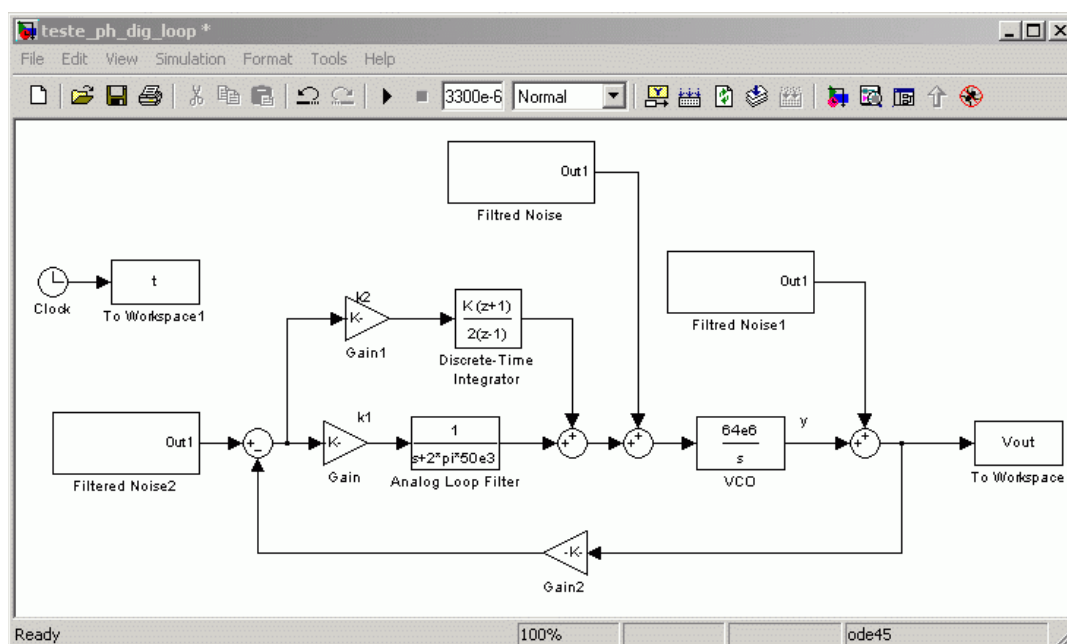 teste_ph_dig_loop *
File Edit View Simulation Format Tools Help
3300e-6 Normal
Out1
Filtred Noise
t
Clock
To Workspace1
Out1
Filtred Noise1
k2
K-
Gain1
K(z+1)
2(z-1)
Discrete-Time
Integrator
Out1
Filtered Noise2
k1
K-
Gain
1
s+2*pi*50e3
Analog Loop Filter
64e6
s
VCO
y
Vout
To Workspace
-K-
Gain2
Ready 100% ode45